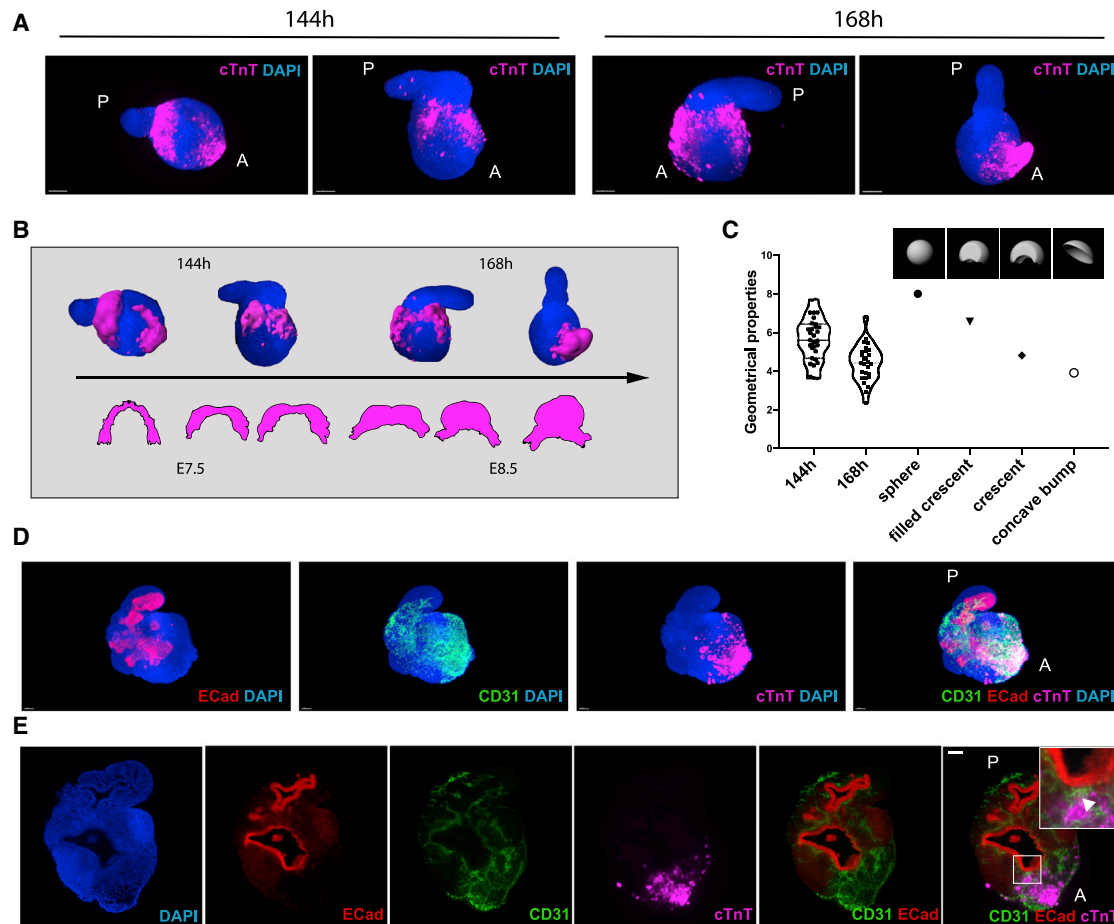 144h
168h
A
cTnT DAPI
P
A
cTnT DAPI
P
A
cTnT DAPI
P
A
cTnT DAPI
P
A
B
144h
168h
E7.5
E8.5
C
Geometrical properties
10
8
6
4
2
0
144h
168h
sphere
filled crescent
crescent
concave bump
D
ECad DAPI
CD31 DAPI
cTnT DAPI
P
A
CD31 ECad cTnT DAPI
E
DAPI
ECad
CD31
cTnT
CD31 ECad
P
A
CD31 ECad cTnT